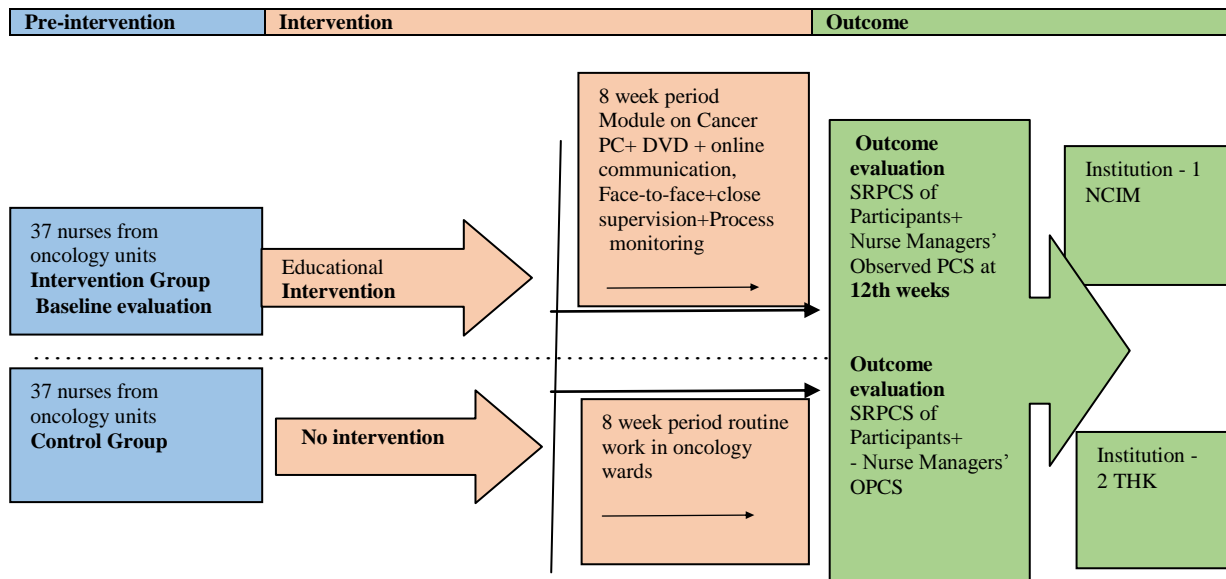 Pre-intervention
Intervention
Outcome
37 nurses from
oncology units
Intervention Group
Baseline evaluation
Educational
Intervention
8 week period
Module on Cancer
PC+ DVD + online
communication,
Face-to-face+close
supervision+Process
monitoring
Outcome
evaluation
SRPCS of
Participants+
Nurse Managers’
Observed PCS at
12th weeks
Institution - 1
NCIM
37 nurses from
oncology units
Control Group
No intervention
8 week period routine
work in oncology
wards
Outcome
evaluation
SRPCS of
Participants+
- Nurse Managers’
OPCS
Institution -
2 THK